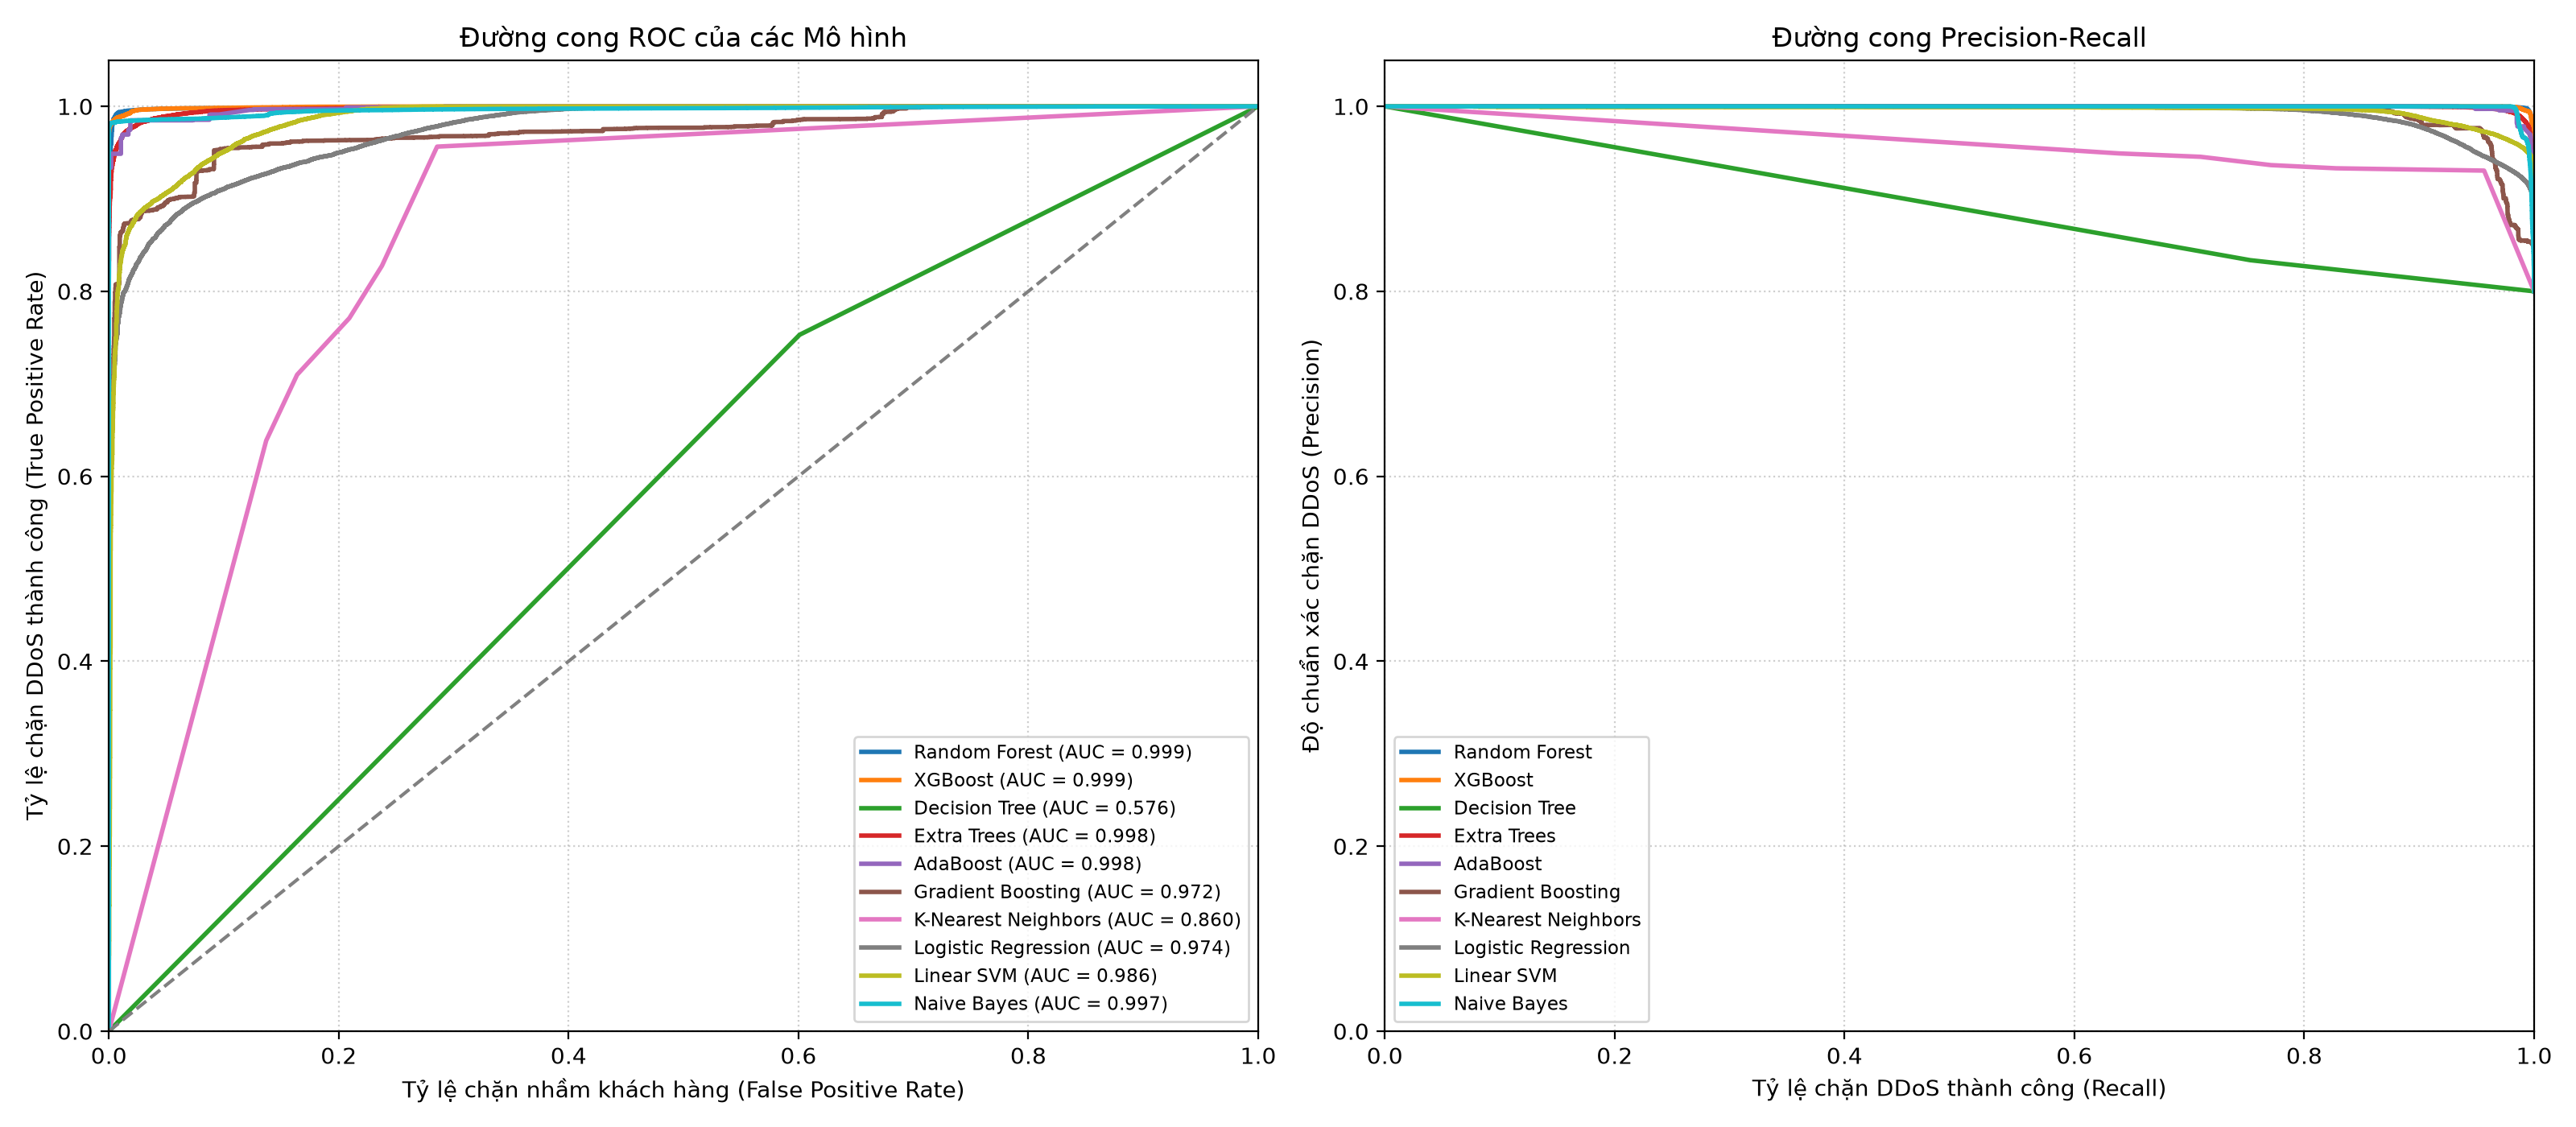 Đường cong ROC của các Mô hình
Tỷ lệ chặn DDoS thành công (True Positive Rate)
1.0
0.8
0.6
0.4
0.2
0.0
Random Forest (AUC = 0.999)
XGBoost (AUC = 0.999)
Decision Tree (AUC = 0.576)
Extra Trees (AUC = 0.998)
AdaBoost (AUC = 0.998)
Gradient Boosting (AUC = 0.972)
K-Nearest Neighbors (AUC = 0.860)
Logistic Regression (AUC = 0.974)
Linear SVM (AUC = 0.986)
Naive Bayes (AUC = 0.997)
0.0 0.2 0.4 0.6 0.8 1.0
Tỷ lệ chặn nhầm khách hàng (False Positive Rate)
Đường cong Precision-Recall
Độ chuẩn xác chặn DDoS (Precision)
1.0
0.8
0.6
0.4
0.2
0.0
Random Forest
XGBoost
Decision Tree
Extra Trees
AdaBoost
Gradient Boosting
K-Nearest Neighbors
Logistic Regression
Linear SVM
Naive Bayes
0.0 0.2 0.4 0.6 0.8 1.0
Tỷ lệ chặn DDoS thành công (Recall)